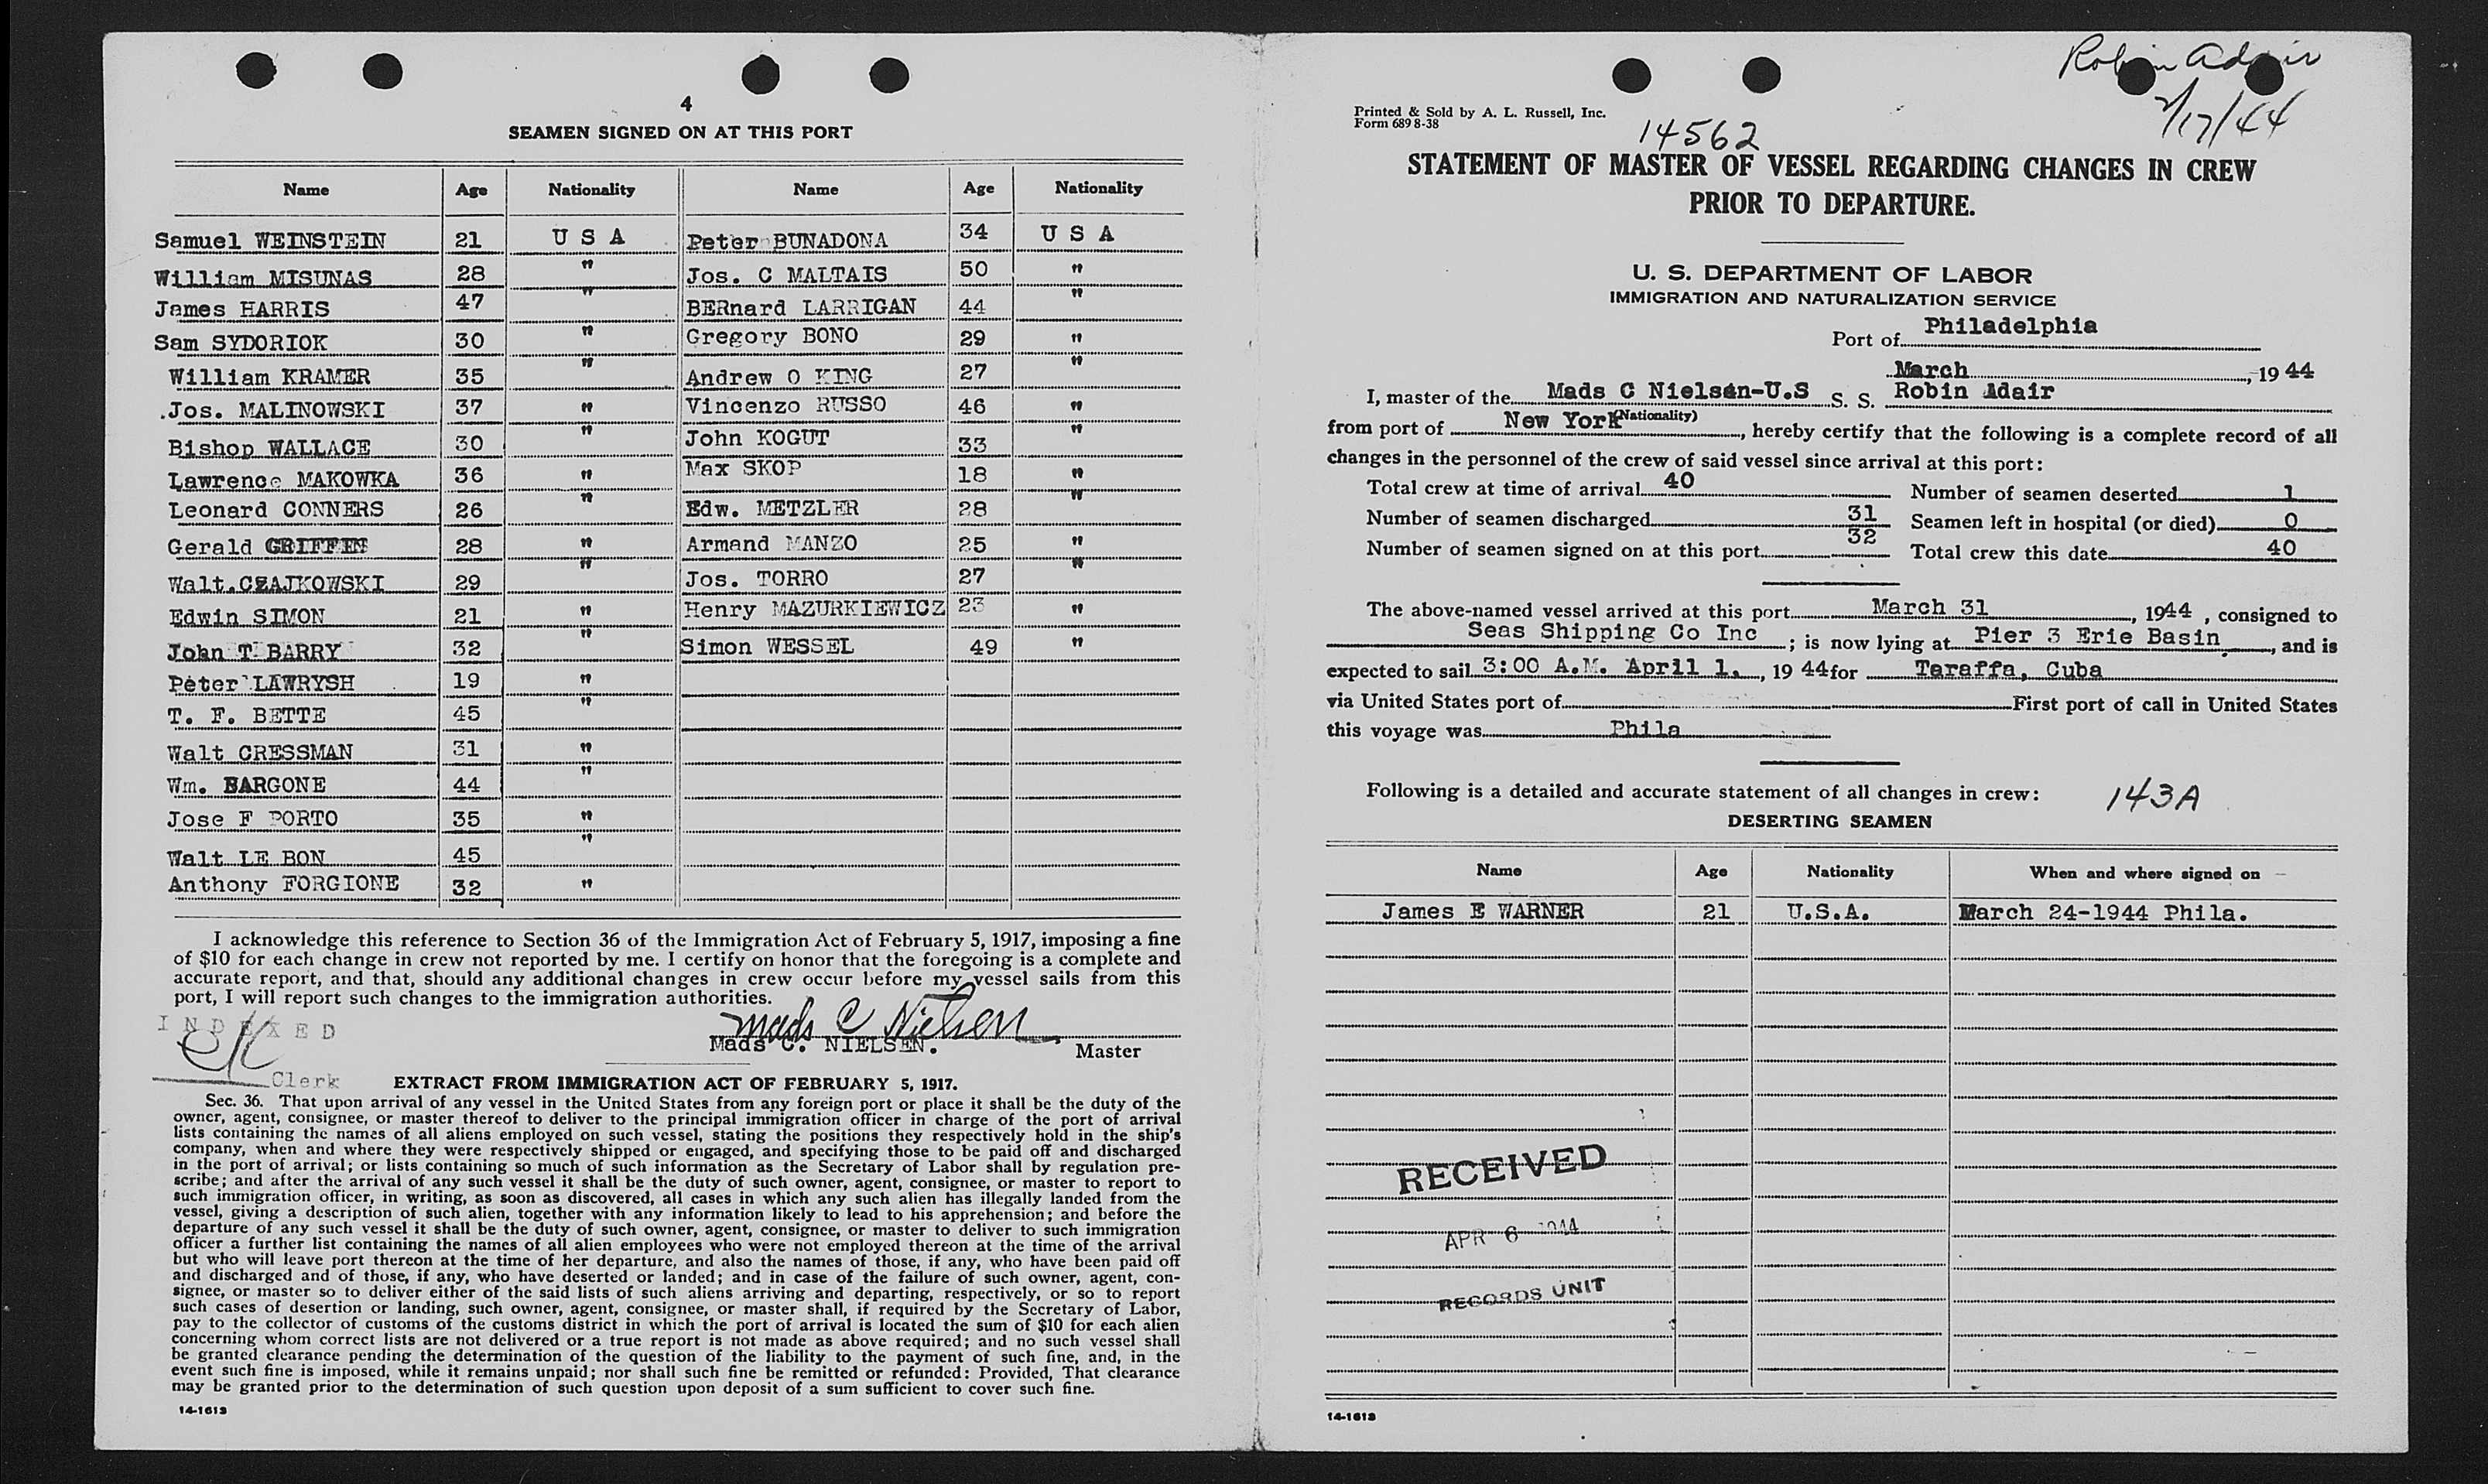 4
SEAMEN SIGNED ON AT THIS PORT
Name Age Nationality Name Age Nationality
Samuel WEINSTEIN 21 U S A Peter BUNADONA 34 U S A
William MISUNAS 28 " Jos. C MALTAIS 50 "
James HARRIS 47 " BERnard LARRIGAN 44 "
Sam SYDORIOK 30 " Gregory BONO 29 "
William KRAMER 35 " Andrew O KING 27 "
.Jos. MALINOWSKI 37 " Vincenzo RUSSO 46 "
Bishop WALLACE 30 " John KOGUT 33 "
Lawrence MAKOWKA 36 " Max SKOP 18 "
Leonard CONNERS 26 " Edw. METZLER 28 "
Gerald GRIFFEN 28 " Armand MANZO 25 "
Walt.CZAJKOWSKI 29 " Jos. TORRO 27 "
Edwin SIMON 21 " Henry MAZURKIEWICZ 23 "
John T BARRY 32 " Simon WESSEL 49 "
Peter LAWRYSH 19 "
T. F. BETTE 45 "
Walt CRESSMAN 31 "
Wm. BARGONE 44 "
Jose F PORTO 35 "
Walt LE BON 45 "
Anthony FORGIONE 32 "
I acknowledge this reference to Section 36 of the Immigration Act of February 5, 1917, imposing a fine
of $10 for each change in crew not reported by me. I certify on honor that the foregoing is a complete and
accurate report, and that, should any additional changes in crew occur before my vessel sails from this
port, I will report such changes to the immigration authorities.
INDEXED
Mads C Nielsen
Mads C. NIELSEN.
Master
Clerk
EXTRACT FROM IMMIGRATION ACT OF FEBRUARY 5, 1917.
Sec. 36. That upon arrival of any vessel in the United States from any foreign port or place it shall be the duty of the
owner, agent, consignee, or master thereof to deliver to the principal immigration officer in charge of the port of arrival
lists containing the names of all aliens employed on such vessel, stating the positions they respectively hold in the ship's
company, when and where they were respectively shipped or engaged, and specifying those to be paid off and discharged
in the port of arrival; or lists containing so much of such information as the Secretary of Labor shall by regulation pre-
scribe; and after the arrival of any such vessel it shall be the duty of such owner, agent, consignee, or master to report to
such immigration officer, in writing, as soon as discovered, all cases in which any such alien has illegally landed from the
vessel, giving a description of such alien, together with any information likely to lead to his apprehension; and before the
departure of any such vessel it shall be the duty of such owner, agent, consignee, or master to deliver to such immigration
officer a further list containing the names of all alien employees who were not employed thereon at the time of the arrival
but who will leave port thereon at the time of her departure, and also the names of those, if any, who have been paid off
and discharged and of those, if any, who have deserted or landed; and in case of the failure of such owner, agent, con-
signee, or master so to deliver either of the said lists of such aliens arriving and departing, respectively, or so to report
such cases of desertion or landing, such owner, agent, consignee, or master shall, if required by the Secretary of Labor,
pay to the collector of customs of the customs district in which the port of arrival is located the sum of $10 for each alien
concerning whom correct lists are not delivered or a true report is not made as above required; and no such vessel shall
be granted clearance pending the determination of the question of the liability to the payment of such fine, and, in the
event such fine is imposed, while it remains unpaid; nor shall such fine be remitted or refunded: Provided, That clearance
may be granted prior to the determination of such question upon deposit of a sum sufficient to cover such fine.
14-1613
Robin Adair
Printed & Sold by A. L. Russell, Inc.
Form 689 8-38
14562
STATEMENT OF MASTER OF VESSEL REGARDING CHANGES IN CREW
PRIOR TO DEPARTURE.
U. S. DEPARTMENT OF LABOR
IMMIGRATION AND NATURALIZATION SERVICE
Port of Philadelphia
March, 1944
I, master of the Mads C Nielsen-U.S S. S. Robin Adair
(Nationality)
from port of New York, hereby certify that the following is a complete record of all
changes in the personnel of the crew of said vessel since arrival at this port:
Total crew at time of arrival 40 Number of seamen deserted 1
Number of seamen discharged 31 Seamen left in hospital (or died) 0
Number of seamen signed on at this port 32 Total crew this date 40
The above-named vessel arrived at this port March 31, 1944, consigned to
Seas Shipping Co Inc; is now lying at Pier 3 Erie Basin, and is
expected to sail 3:00 A.M. April 1., 19 44 for Taraffa, Cuba
via United States port of First port of call in United States
this voyage was Phila
Following is a detailed and accurate statement of all changes in crew: 143A
DESERTING SEAMEN
Name Age Nationality When and where signed on
James E WARNER 21 U.S.A. March 24-1944 Phila.
RECEIVED
APR 6
RECORDS UNIT
14-1613